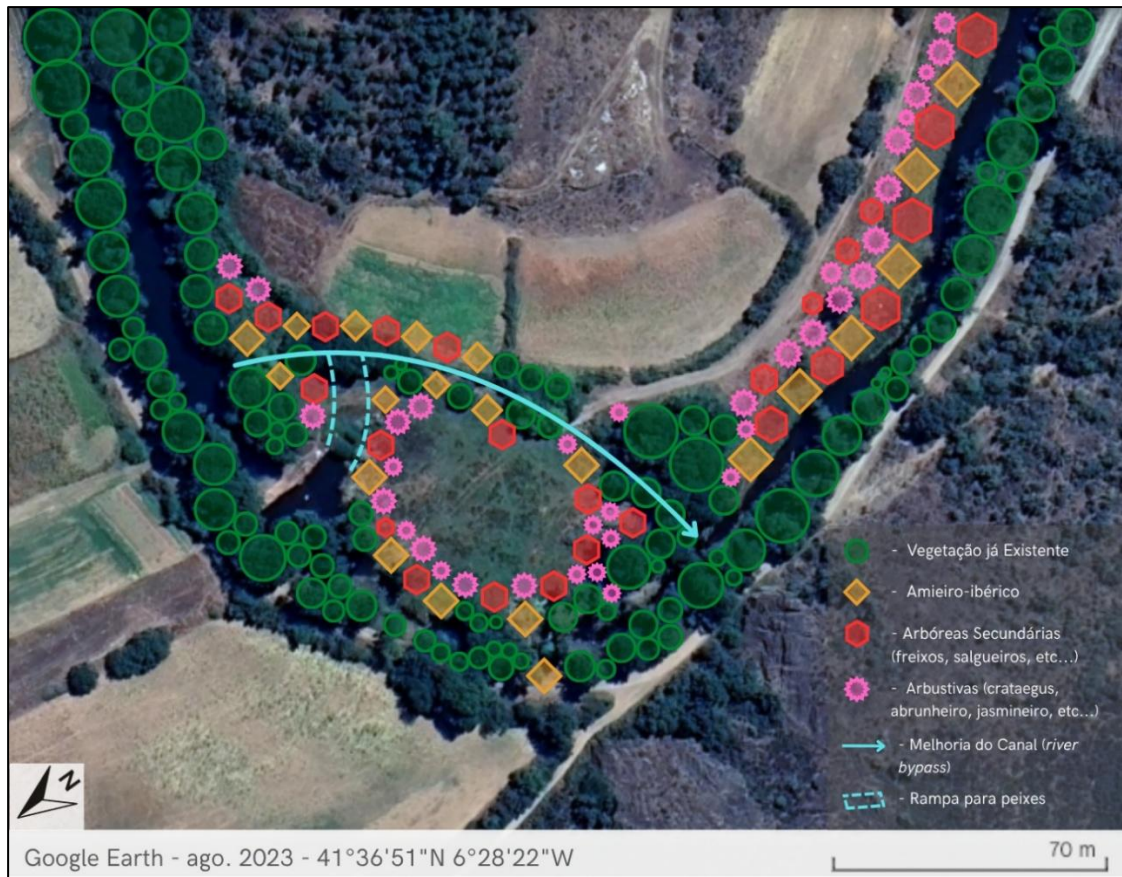 - Vegetação já Existente
- Amieiro-ibérico
- Arbóreas Secundárias
(freixos, salgueiros, etc...)
- Arbustivas (crataegus,
abrunheiro, jasmineiro, etc...)
- Melhoria do Canal (river
bypass)
- Rampa para peixes
N
Google Earth - ago. 2023 - 41°36'51"N 6°28'22"W
70 m